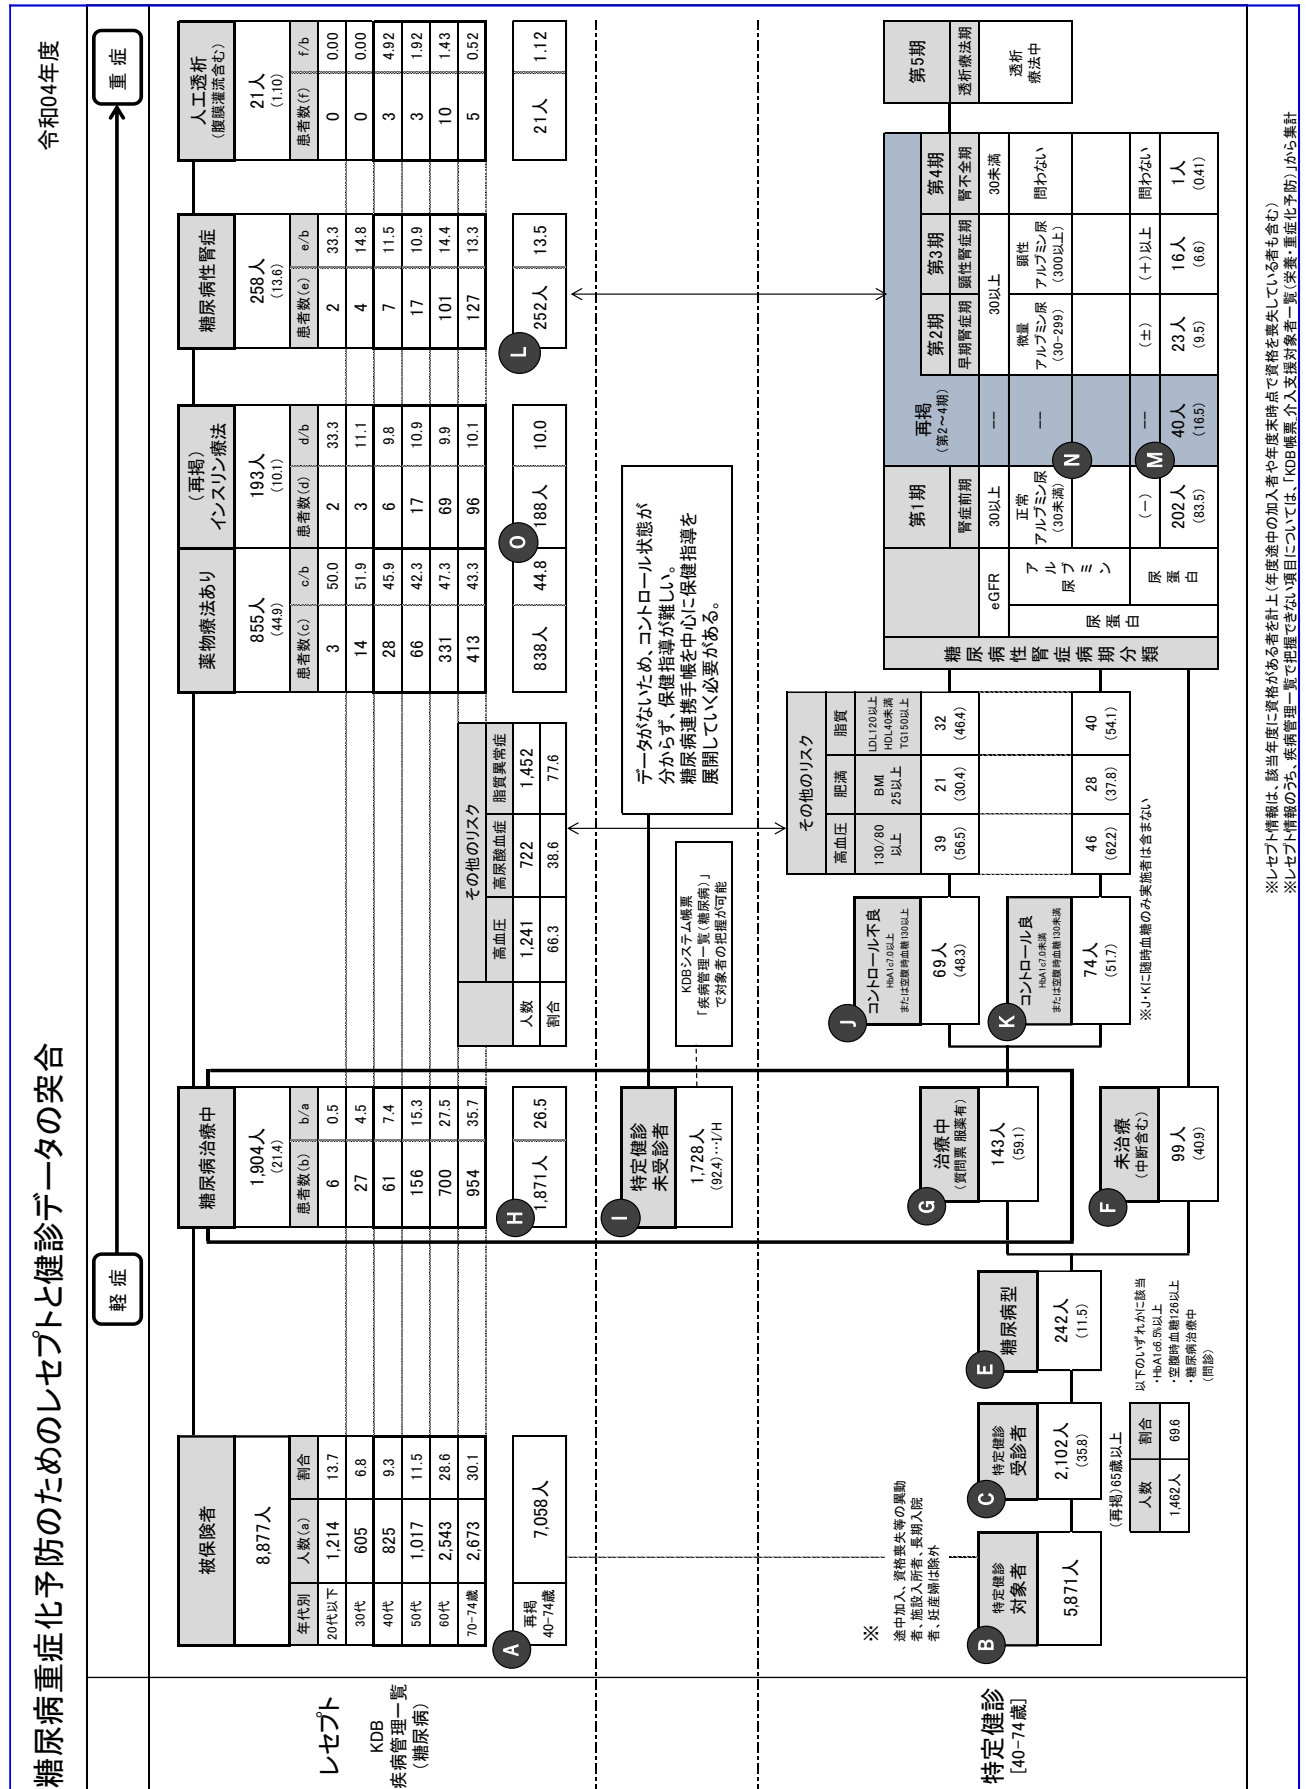 糖尿病重症化予防のためのレセプトと健診データの突合
令和04年度
軽症
重症
レセプト
KDB
疾病管理一覧
(糖尿病)
被保険者
8,877人
年代別 人数(a) 割合
20代以下 1,214 13.7
30代 605 6.8
40代 825 9.3
50代 1,017 11.5
60代 2,543 28.6
70-74歳 2,673 30.1
A
再掲
40-74歳
7,058人
糖尿病治療中
1,904人
(21.4)
患者数(b) b/a
6 0.5
27 4.5
61 7.4
156 15.3
700 27.5
954 35.7
H
1,871人 26.5
その他のリスク
高血圧 高尿酸血症 脂質異常症
人数 1,241 722 1,452
割合 66.3 38.6 77.6
薬物療法あり
855人
(44.9)
患者数(c) c/b
3 50.0
14 51.9
28 45.9
66 42.3
331 47.3
413 43.3
838人 44.8
(再掲)
インスリン療法
193人
(10.1)
患者数(d) d/b
2 33.3
3 11.1
6 9.8
17 10.9
69 9.9
96 10.1
O
188人 10.0
糖尿病性腎症
258人
(13.6)
患者数(e) e/b
2 33.3
4 14.8
7 11.5
17 10.9
101 14.4
127 13.3
L
252人 13.5
人工透析
(腹膜灌流含む)
21人
(1.10)
患者数(f) f/b
0 0.00
0 0.00
3 4.92
3 1.92
10 1.43
5 0.52
21人 1.12
I
特定健診
未受診者
1,728人
(92.4)…I/H
KDBシステム帳票
「疾病管理一覧(糖尿病)」
で対象者の把握が可能
データがないため、コントロール状態が
分からず、保健指導が難しい。
糖尿病連携手帳を中心に保健指導を
展開していく必要がある。
特定健診
[40-74歳]
※
途中加入、資格喪失等の異動
者、施設入所者、長期入院
者、妊産婦は除外
B
特定健診
対象者
5,871人
C
特定健診
受診者
2,102人
(35.8)
(再掲)65歳以上
人数 割合
1,462人 69.6
E
糖尿病型
242人
(11.5)
以下のいずれかに該当
・HbA1c6.5%以上
・空腹時血糖126以上
・糖尿病治療中
(問診)
G
治療中
(質問票 服薬有)
143人
(59.1)
F
未治療
(中断含む)
99人
(40.9)
J
コントロール不良
HbA1c7.0以上
または空腹時血糖130以上
69人
(48.3)
K
コントロール良
HbA1c7.0未満
または空腹時血糖130未満
74人
(51.7)
※J・Kに随時血糖のみ実施者は含まない
その他のリスク
高血圧 肥満 脂質
130/80
以上
BMI
25以上
LDL120以上
HDL40未満
TG150以上
39
(56.5)
21
(30.4)
32
(46.4)
46
(62.2)
28
(37.8)
40
(54.1)
糖尿病性腎症病期分類
eGFR
尿蛋白
尿アルブミン
尿蛋白
第1期
腎症前期
30以上
正常
アルブミン尿
(30未満)
(－)
202人
(83.5)
再掲
(第2～4期)
--
--
N
M
--
40人
(16.5)
第2期 第3期 第4期
早期腎症期 顕性腎症期 腎不全期
30以上 30未満
微量
アルブミン尿
(30-299)
顕性
アルブミン尿
(300以上)
問わない
(±) (＋)以上 問わない
23人
(9.5)
16人
(6.6)
1人
(0.41)
第5期
透析療法期
透析
療法中
※レセプト情報は、該当年度に資格がある者を計上(年度途中の加入者や年度末時点で資格を喪失している者も含む)
※レセプト情報のうち、疾病管理一覧で把握できない項目については、「KDB帳票 介入支援対象者一覧(栄養・重症化予防)」から集計